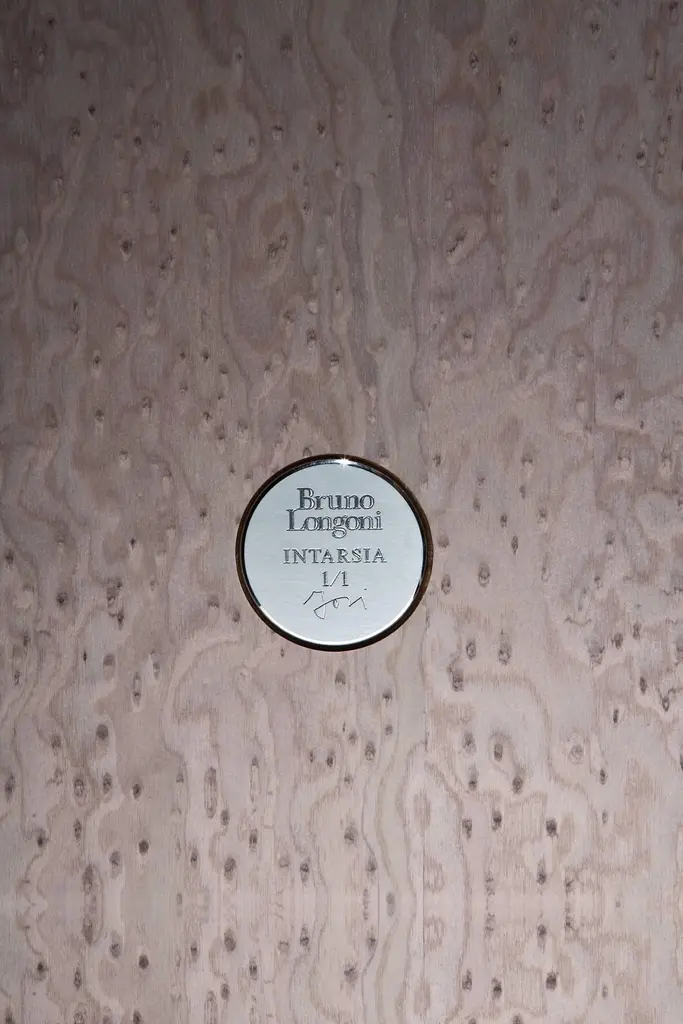 Bruno
Longoni
INTARSIA
1/1